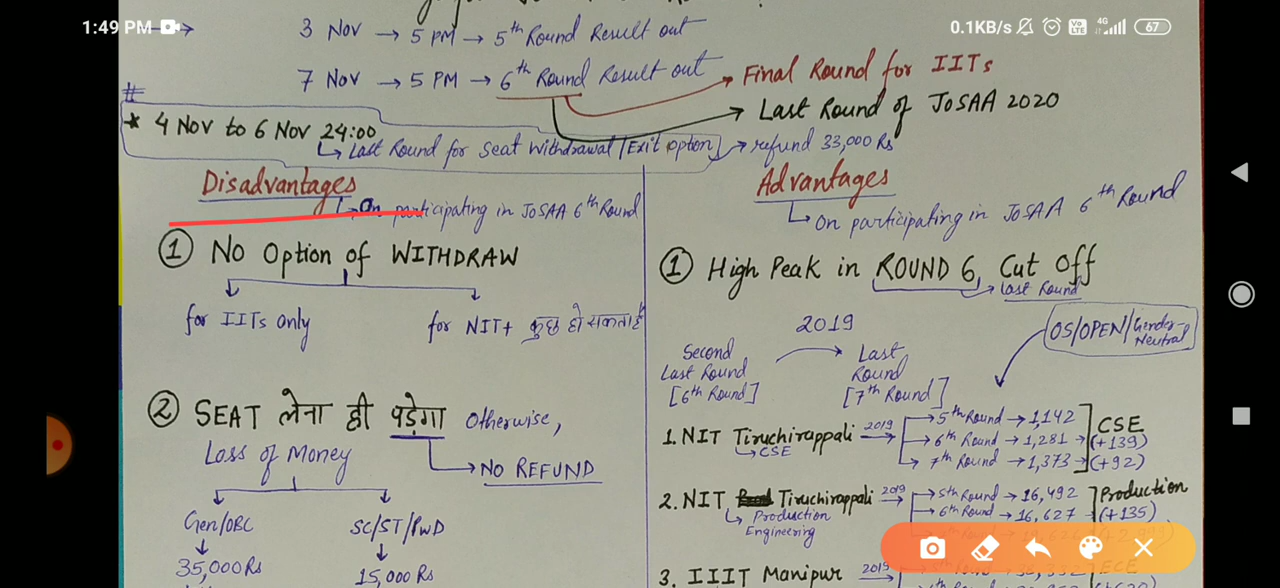 1:49 PM
0.1KB/s
Vo LTE
4G
67
3 Nov → 5 PM → 5th Round Result out
7 Nov → 5 PM → 6th Round Result out
→ Final Round for IITs
→ Last Round of JoSAA 2020
#
★ 4 Nov to 6 Nov 24:00
↳ Last Round for Seat Withdrawal/Exit option → refund 33,000 Rs
Disadvantages
↳ On participating in JoSAA 6th Round
① No Option of WITHDRAW
for IITs only
for NIT+ कुछ हो सकता है
② SEAT लेना ही पड़ेगा Otherwise,
→ NO REFUND
Loss of Money
Gen/OBC
35,000 Rs
SC/ST/PwD
15,000 Rs
Advantages
↳ On participating in JoSAA 6th Round
① High Peak in ROUND 6, Cut Off
→ Last Round
2019
OS/OPEN/Gender-
Neutral
Second
Last Round
[6th Round]
Last
Round
[7th Round]
1. NIT Tiruchirappali 2019
↳ CSE
5th Round → 1,142
6th Round → 1,281 → (+139)
7th Round → 1,373 → (+92)
CSE
2. NIT Tiruchirappali 2019
↳ Production
Engineering
5th Round → 16,492
6th Round → 16,627 → (+135)
Production
3. IIIT Manipur 2019